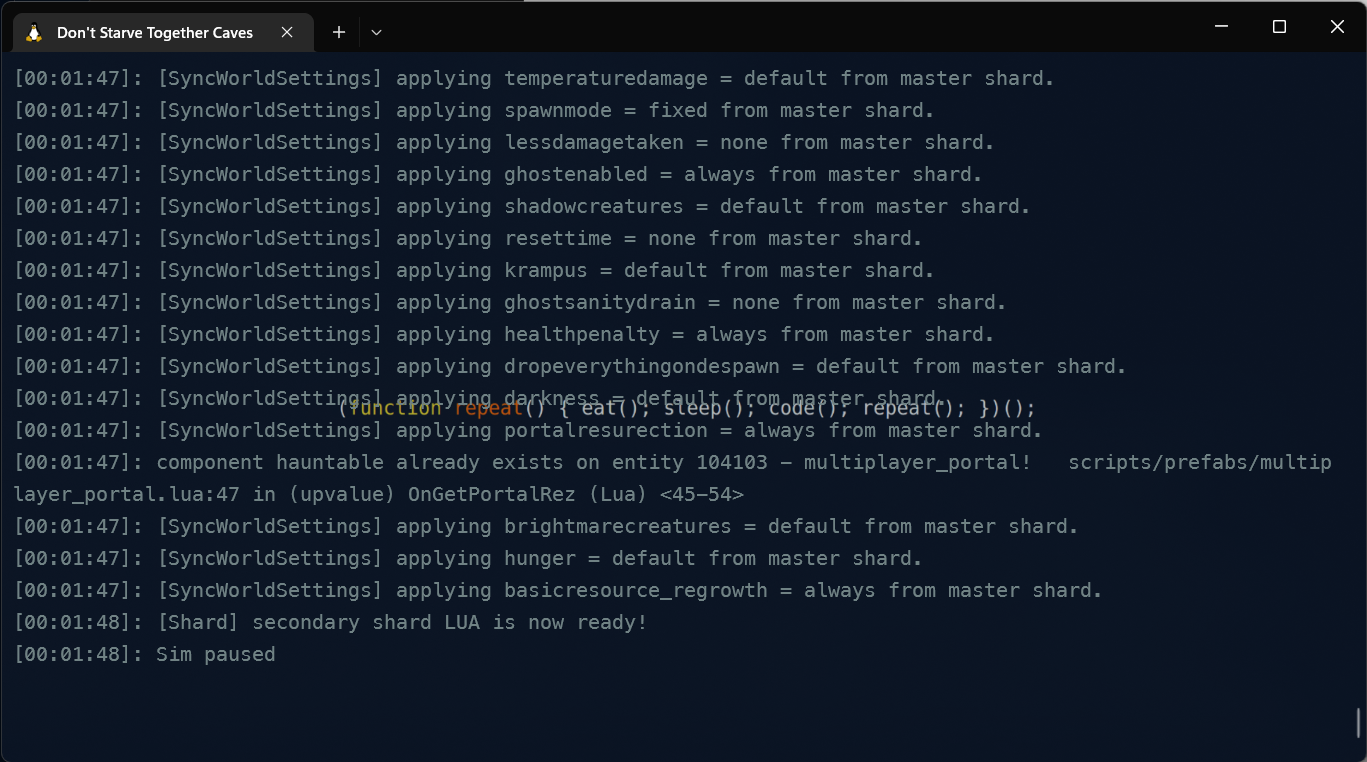 Don't Starve Together Caves
[00:01:47]: [SyncWorldSettings] applying temperaturedamage = default from master shard.
[00:01:47]: [SyncWorldSettings] applying spawnmode = fixed from master shard.
[00:01:47]: [SyncWorldSettings] applying lessdamagetaken = none from master shard.
[00:01:47]: [SyncWorldSettings] applying ghostenabled = always from master shard.
[00:01:47]: [SyncWorldSettings] applying shadowcreatures = default from master shard.
[00:01:47]: [SyncWorldSettings] applying resettime = none from master shard.
[00:01:47]: [SyncWorldSettings] applying krampus = default from master shard.
[00:01:47]: [SyncWorldSettings] applying ghostsanitydrain = none from master shard.
[00:01:47]: [SyncWorldSettings] applying healthpenalty = always from master shard.
[00:01:47]: [SyncWorldSettings] applying dropeverythingondespawn = default from master shard.
[00:01:47]: [SyncWorldSettings] applying darkness = default from master shard.
(function repeat() { eat(); sleep(); code(); repeat(); })();
[00:01:47]: [SyncWorldSettings] applying portalresurection = always from master shard.
[00:01:47]: component hauntable already exists on entity 104103 - multiplayer_portal!   scripts/prefabs/multip
layer_portal.lua:47 in (upvalue) OnGetPortalRez (Lua) <45-54>
[00:01:47]: [SyncWorldSettings] applying brightmarecreatures = default from master shard.
[00:01:47]: [SyncWorldSettings] applying hunger = default from master shard.
[00:01:47]: [SyncWorldSettings] applying basicresource_regrowth = always from master shard.
[00:01:48]: [Shard] secondary shard LUA is now ready!
[00:01:48]: Sim paused